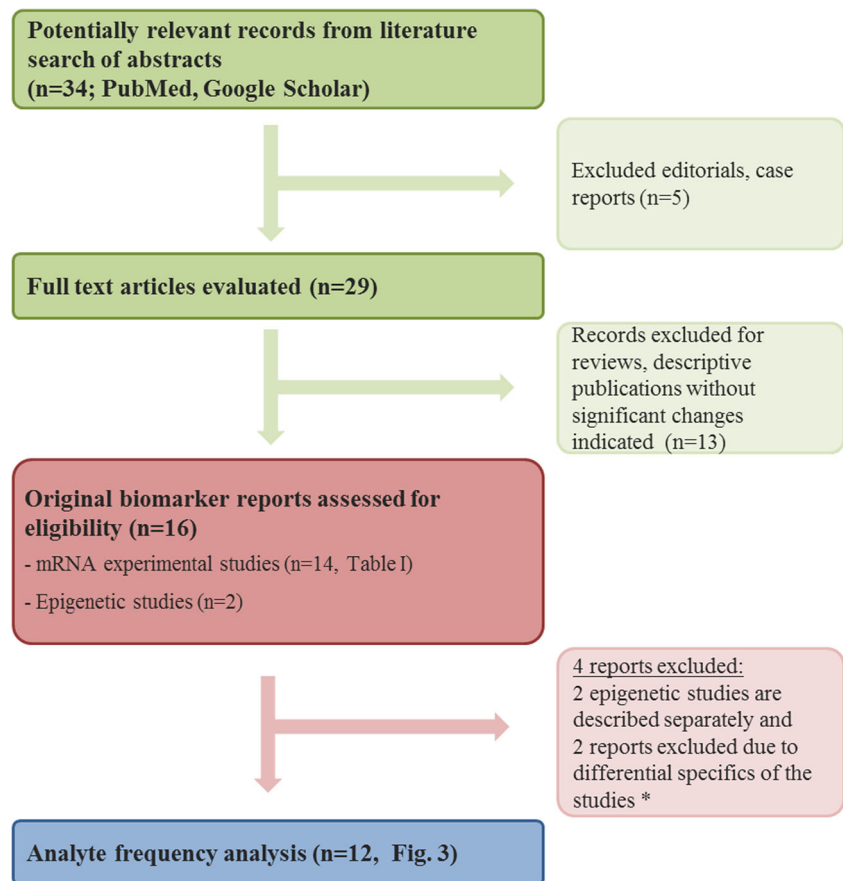 Potentially relevant records from literature
search of abstracts
(n=34; PubMed, Google Scholar)
Excluded editorials, case
reports (n=5)
Full text articles evaluated (n=29)
Records excluded for
reviews, descriptive
publications without
significant changes
indicated (n=13)
Original biomarker reports assessed for
eligibility (n=16)
- mRNA experimental studies (n=14, Table I)
- Epigenetic studies (n=2)
4 reports excluded:
2 epigenetic studies are
described separately and
2 reports excluded due to
differential specifics of the
studies *
Analyte frequency analysis (n=12, Fig. 3)